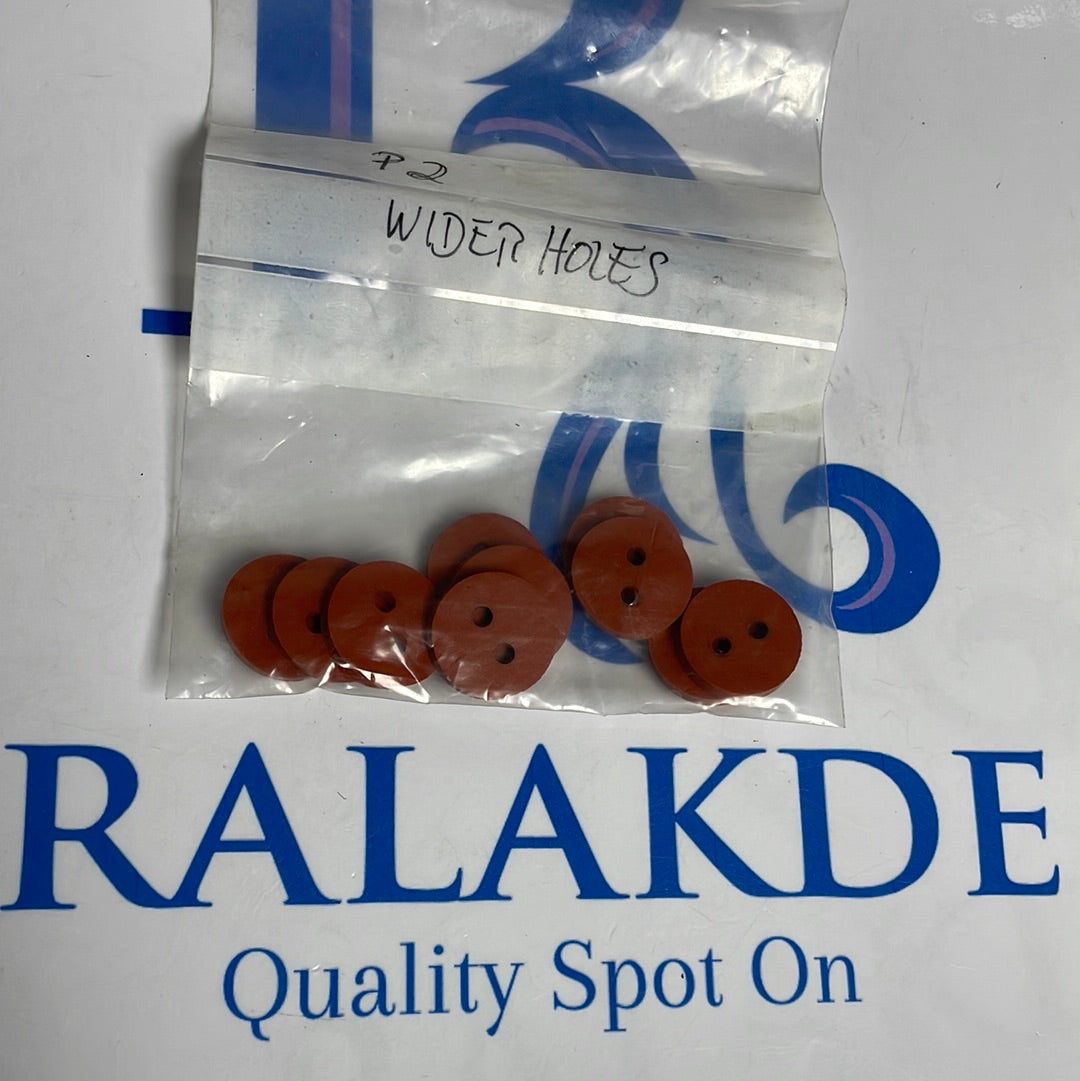 P2
WIDER HOLES
RALAKDE
Quality Spot On